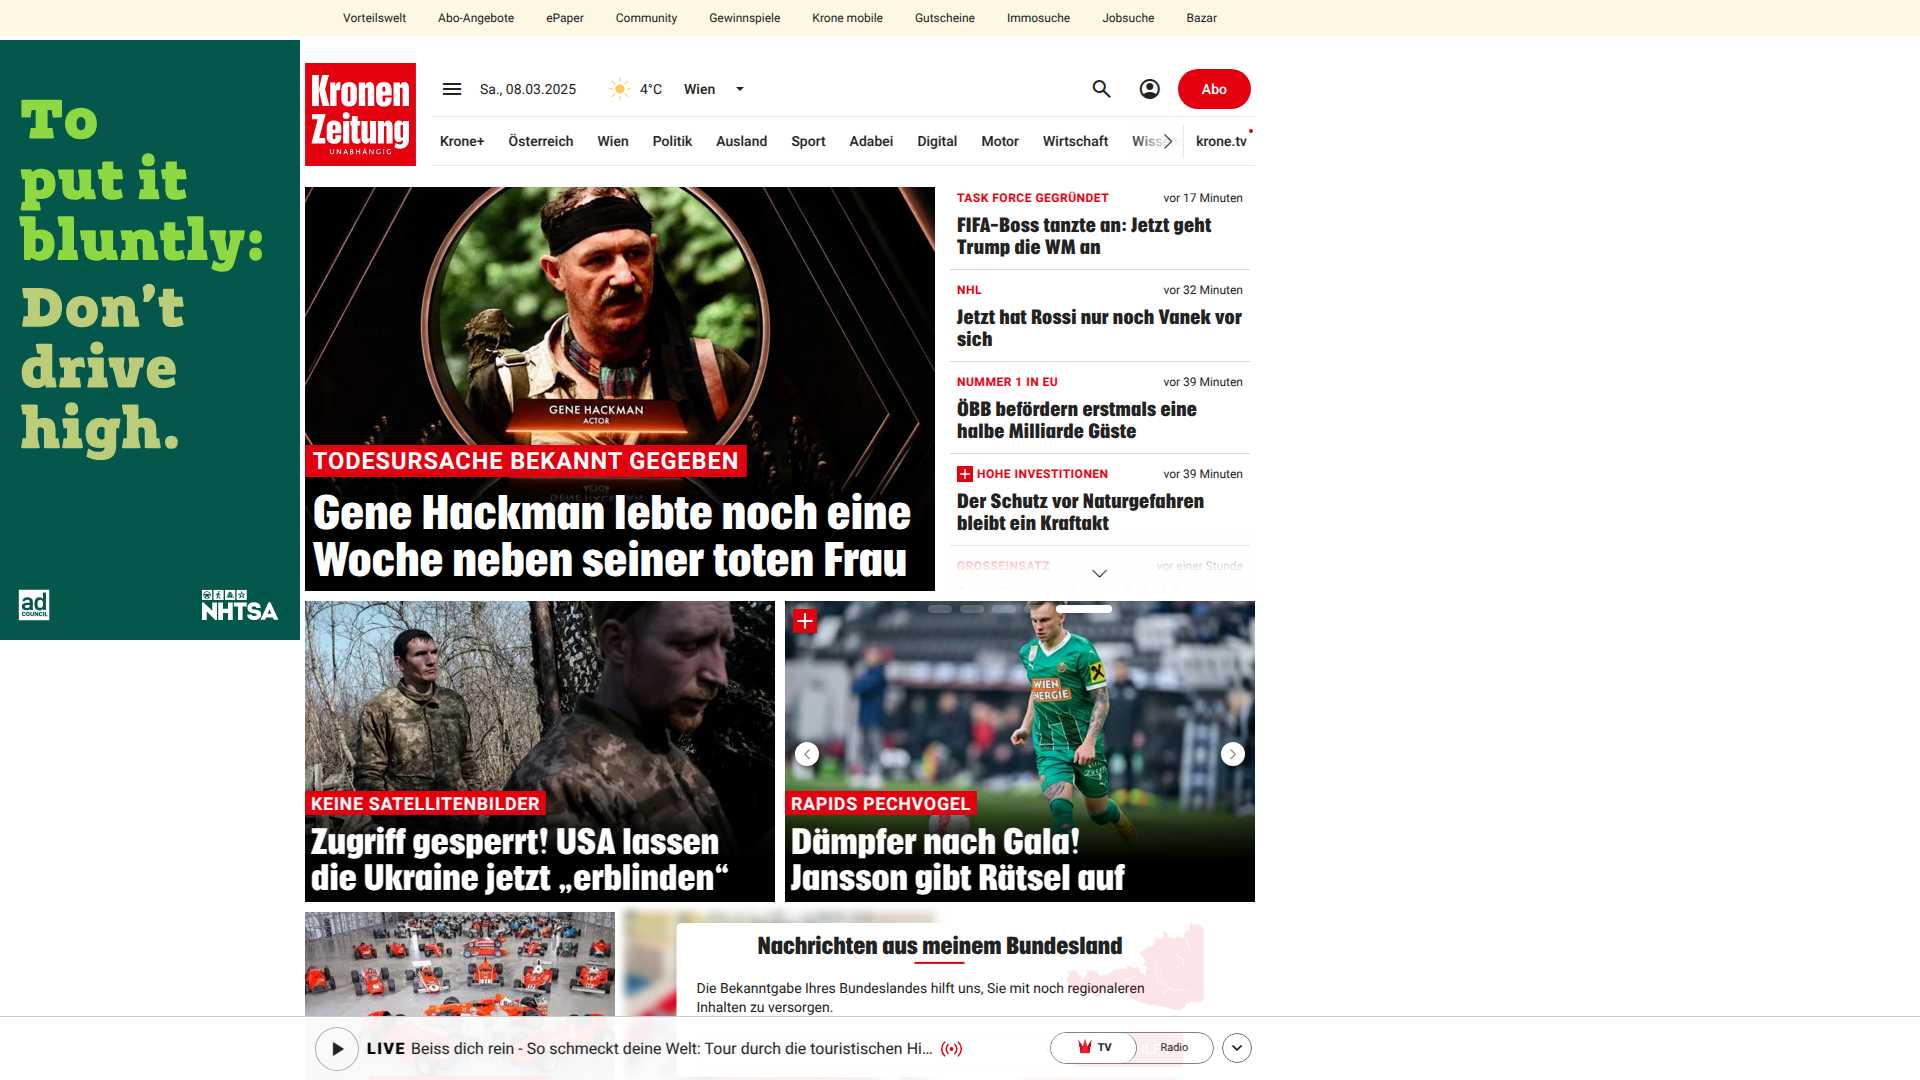 Vorteilswelt
Abo-Angebote
ePaper
Community
Gewinnspiele
Krone mobile
Gutscheine
Immosuche
Jobsuche
Bazar
To
put it
bluntly:
Don't
drive
high.
ad
COUNCIL
NHTSA
Kronen
Zeitung
UNABHÄNGIG
Sa., 08.03.2025
4°C
Wien
Abo
Krone+
Österreich
Wien
Politik
Ausland
Sport
Adabei
Digital
Motor
Wirtschaft
krone.tv
GENE HACKMAN
ACTOR
TODESURSACHE BEKANNT GEGEBEN
Gene Hackman lebte noch eine
Woche neben seiner toten Frau
TASK FORCE GEGRÜNDET
vor 17 Minuten
FIFA-Boss tanzte an: Jetzt geht
Trump die WM an
NHL
vor 32 Minuten
Jetzt hat Rossi nur noch Vanek vor
sich
NUMMER 1 IN EU
vor 39 Minuten
ÖBB befördern erstmals eine
halbe Milliarde Gäste
HOHE INVESTITIONEN
vor 39 Minuten
Der Schutz vor Naturgefahren
bleibt ein Kraftakt
GROSSEINSATZ
vor einer Stunde
KEINE SATELLITENBILDER
Zugriff gesperrt! USA lassen
die Ukraine jetzt „erblinden“
WIEN
ENERGIE
RAPIDS PECHVOGEL
Dämpfer nach Gala!
Jansson gibt Rätsel auf
Nachrichten aus meinem Bundesland
Die Bekanntgabe Ihres Bundeslandes hilft uns, Sie mit noch regionaleren
Inhalten zu versorgen.
LIVE Beiss dich rein - So schmeckt deine Welt: Tour durch die touristischen Hi...
TV
Radio